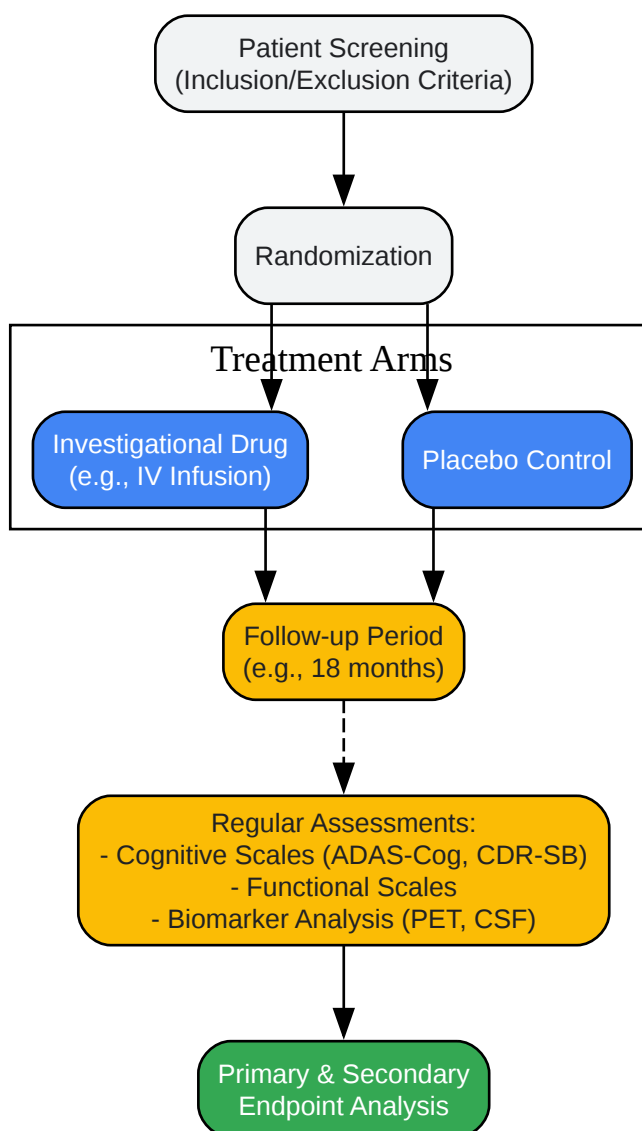 Patient Screening
(Inclusion/Exclusion Criteria)
Randomization
Treatment Arms
Investigational Drug
(e.g., IV Infusion)
Placebo Control
Follow-up Period
(e.g., 18 months)
Regular Assessments:
- Cognitive Scales (ADAS-Cog, CDR-SB)
- Functional Scales
- Biomarker Analysis (PET, CSF)
Primary & Secondary
Endpoint Analysis